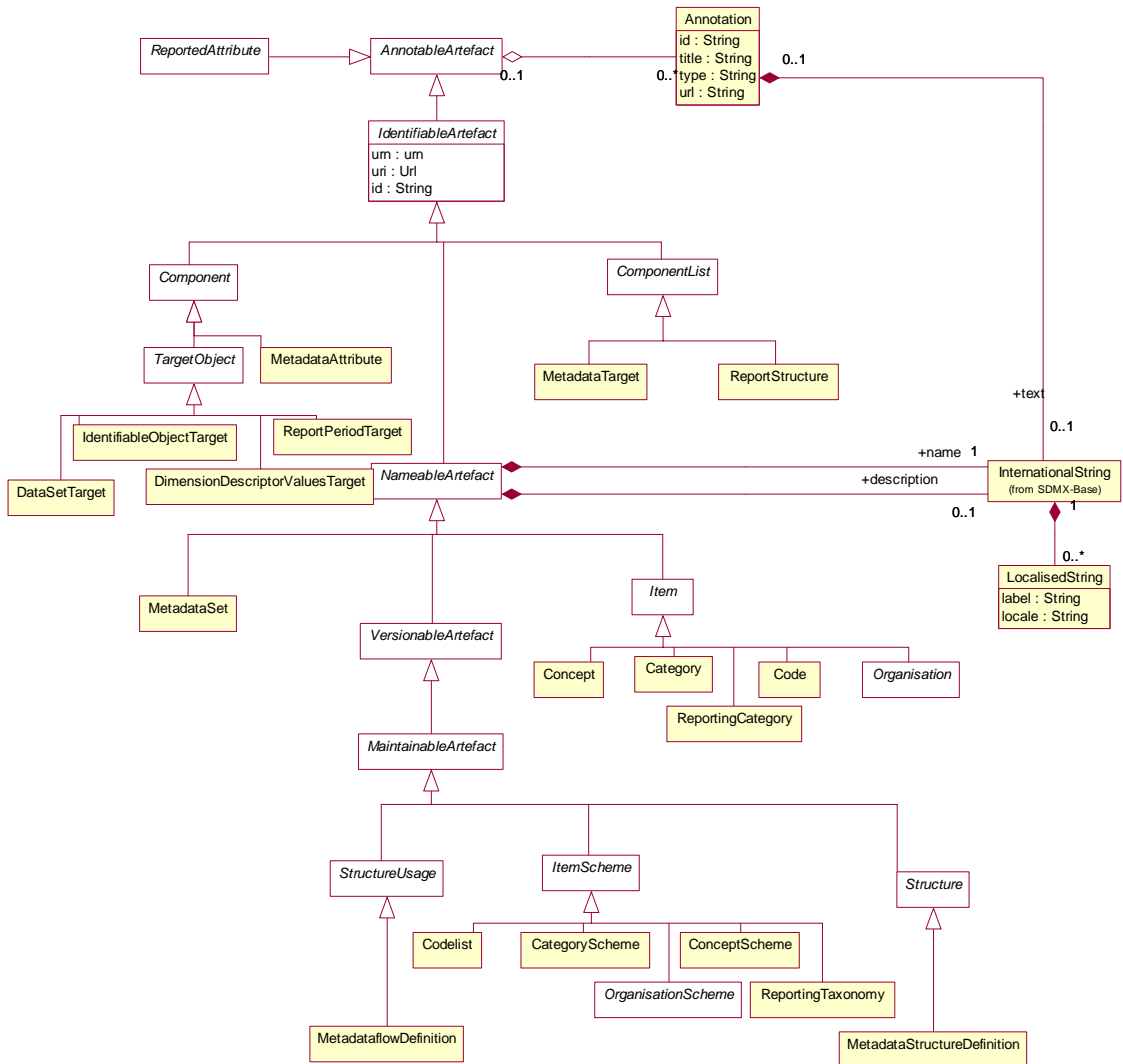 Annotation
id : String
title : String
type : String
url : String
ReportedAttribute
AnnotableArtefact
0..1
0..*
0..1
IdentifiableArtefact
urn : urn
uri : Url
id : String
Component
ComponentList
TargetObject
MetadataAttribute
MetadataTarget
ReportStructure
+text
0..1
IdentifiableObjectTarget
ReportPeriodTarget
DataSetTarget
DimensionDescriptorValuesTarget
NameableArtefact
+name
1
+description
0..1
InternationalString
(from SDMX-Base)
1
0..*
LocalisedString
label : String
locale : String
MetadataSet
Item
VersionableArtefact
Concept
Category
Code
Organisation
ReportingCategory
MaintainableArtefact
StructureUsage
ItemScheme
Structure
Codelist
CategoryScheme
ConceptScheme
OrganisationScheme
ReportingTaxonomy
MetadataflowDefinition
MetadataStructureDefinition